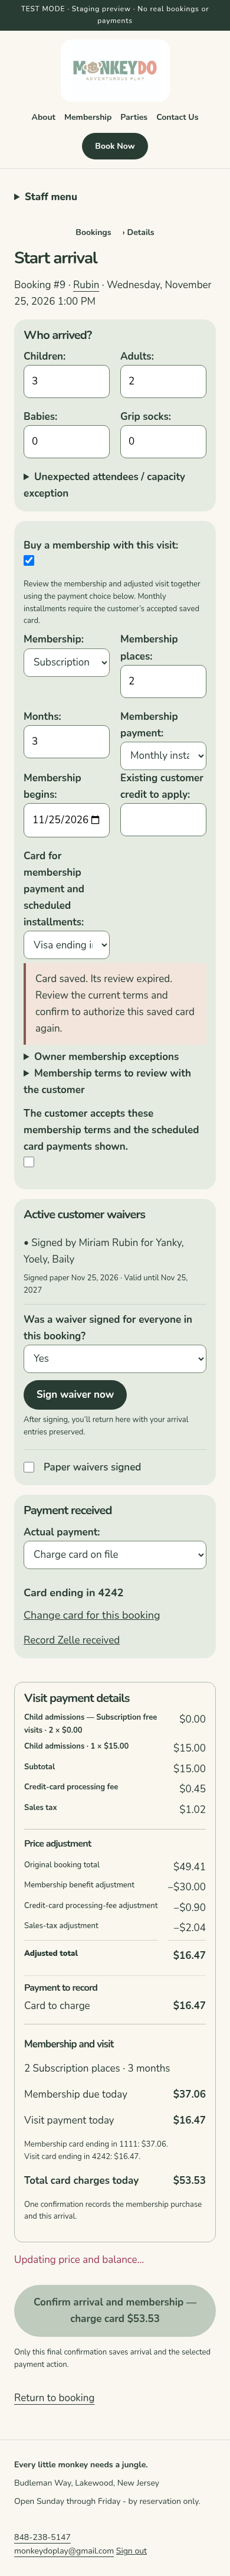 TEST MODE · Staging preview · No real bookings or
payments
MONKEYDO
ADVENTUROUS PLAY
About Membership Parties Contact Us
Book Now
Staff menu
Bookings › Details
Start arrival
Booking #9 · Rubin · Wednesday, November
25, 2026 1:00 PM
Who arrived?
Children: Adults:
3 2
Babies: Grip socks:
0 0
Unexpected attendees / capacity
exception
Buy a membership with this visit:
Review the membership and adjusted visit together
using the payment choice below. Monthly
installments require the customer's accepted saved
card.
Membership: Membership
places:
Subscription
2
Months: Membership
payment:
3
Monthly insta
Membership
begins:
Existing customer
credit to apply:
11/25/2026
Card for
membership
payment and
scheduled
installments:
Visa ending i
Card saved. Its review expired.
Review the current terms and
confirm to authorize this saved card
again.
Owner membership exceptions
Membership terms to review with
the customer
The customer accepts these
membership terms and the scheduled
card payments shown.
Active customer waivers
• Signed by Miriam Rubin for Yanky,
Yoely, Baily
Signed paper Nov 25, 2026 · Valid until Nov 25,
2027
Was a waiver signed for everyone in
this booking?
Yes
Sign waiver now
After signing, you'll return here with your arrival
entries preserved.
Paper waivers signed
Payment received
Actual payment:
Charge card on file
Card ending in 4242
Change card for this booking
Record Zelle received
Visit payment details
Child admissions — Subscription free
visits · 2 × $0.00
$0.00
Child admissions · 1 × $15.00 $15.00
Subtotal $15.00
Credit-card processing fee $0.45
Sales tax $1.02
Price adjustment
Original booking total $49.41
Membership benefit adjustment −$30.00
Credit-card processing-fee adjustment −$0.90
Sales-tax adjustment −$2.04
Adjusted total $16.47
Payment to record
Card to charge $16.47
Membership and visit
2 Subscription places · 3 months
Membership due today $37.06
Visit payment today $16.47
Membership card ending in 1111: $37.06.
Visit card ending in 4242: $16.47.
Total card charges today $53.53
One confirmation records the membership purchase
and this arrival.
Updating price and balance...
Confirm arrival and membership —
charge card $53.53
Only this final confirmation saves arrival and the selected
payment action.
Return to booking
Every little monkey needs a jungle.
Budleman Way, Lakewood, New Jersey
Open Sunday through Friday - by reservation only.
848-238-5147
monkeydoplay@gmail.com Sign out